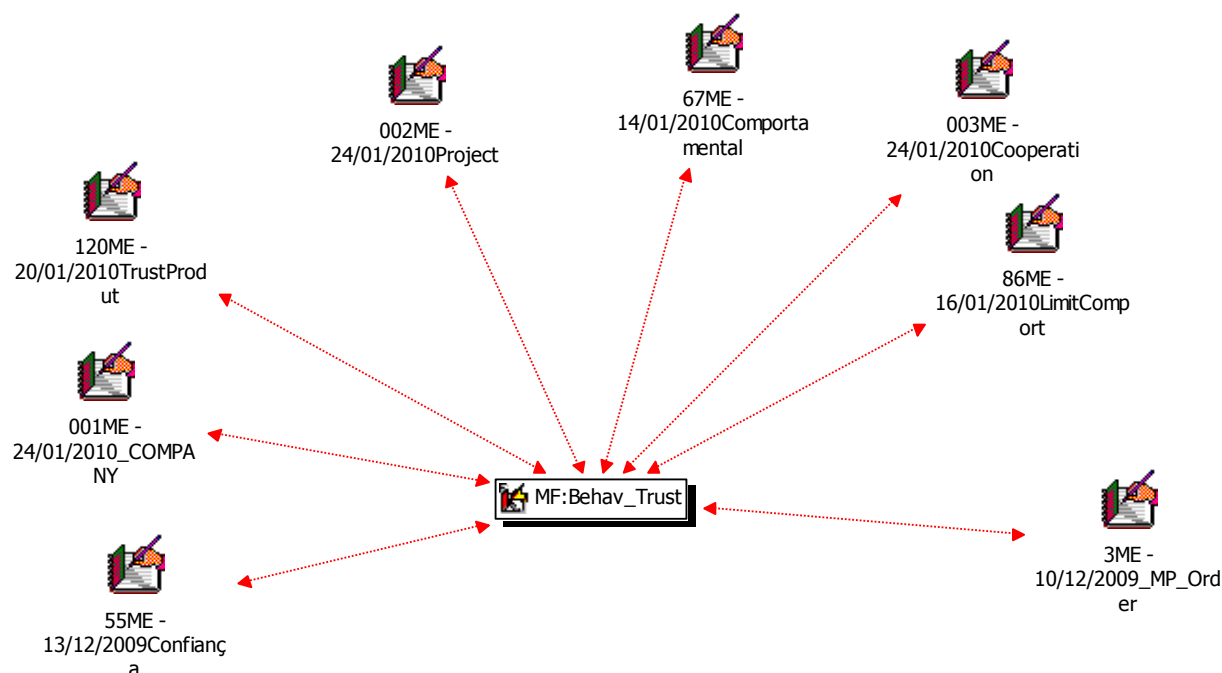 67ME -
14/01/2010Comporta
mental
002ME -
24/01/2010Project
003ME -
24/01/2010Cooperati
on
120ME -
20/01/2010TrustProd
ut
86ME -
16/01/2010LimitComp
ort
001ME -
24/01/2010_COMPA
NY
MF:Behav_Trust
3ME -
10/12/2009_MP_Ord
er
55ME -
13/12/2009Confianç
a